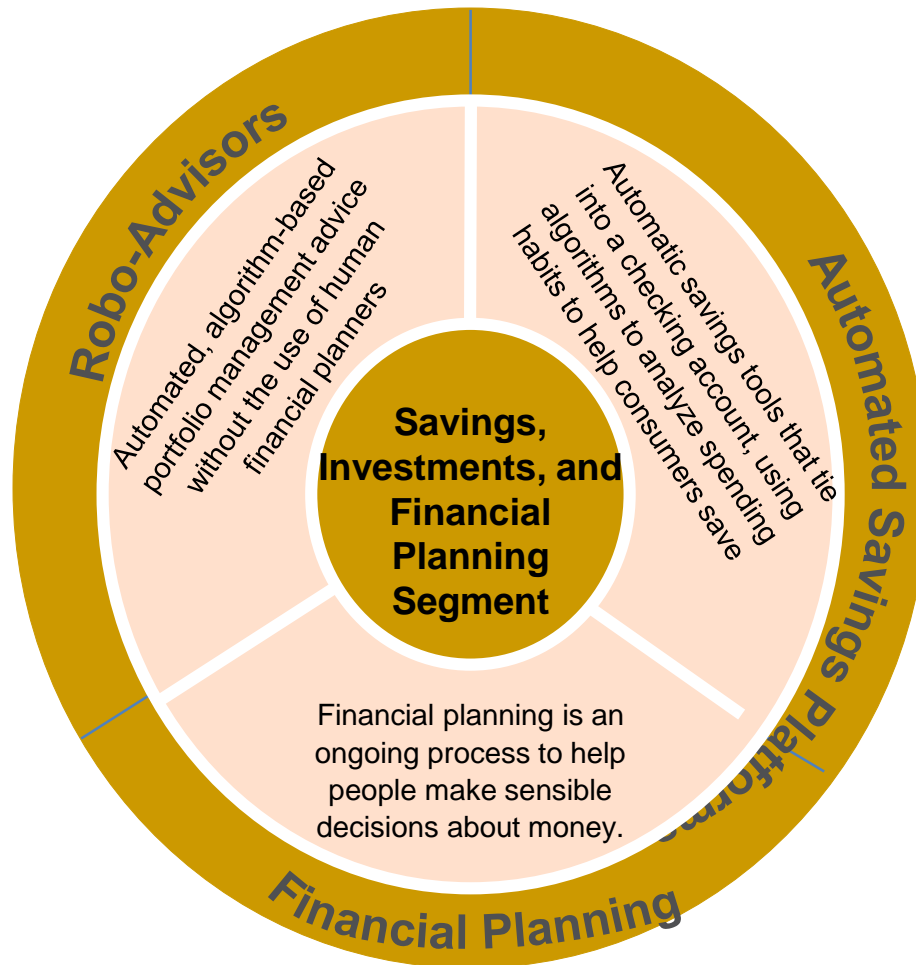 Robo-Advisors
Automated, algorithm-based
portfolio management advice
without the use of human
financial planners
Automated Savings Platforms
Automatic savings tools that tie
into a checking account, using
algorithms to analyze spending
habits to help consumers save
Savings,
Investments, and
Financial
Planning
Segment
Financial planning is an
ongoing process to help
people make sensible
decisions about money.
Financial Planning